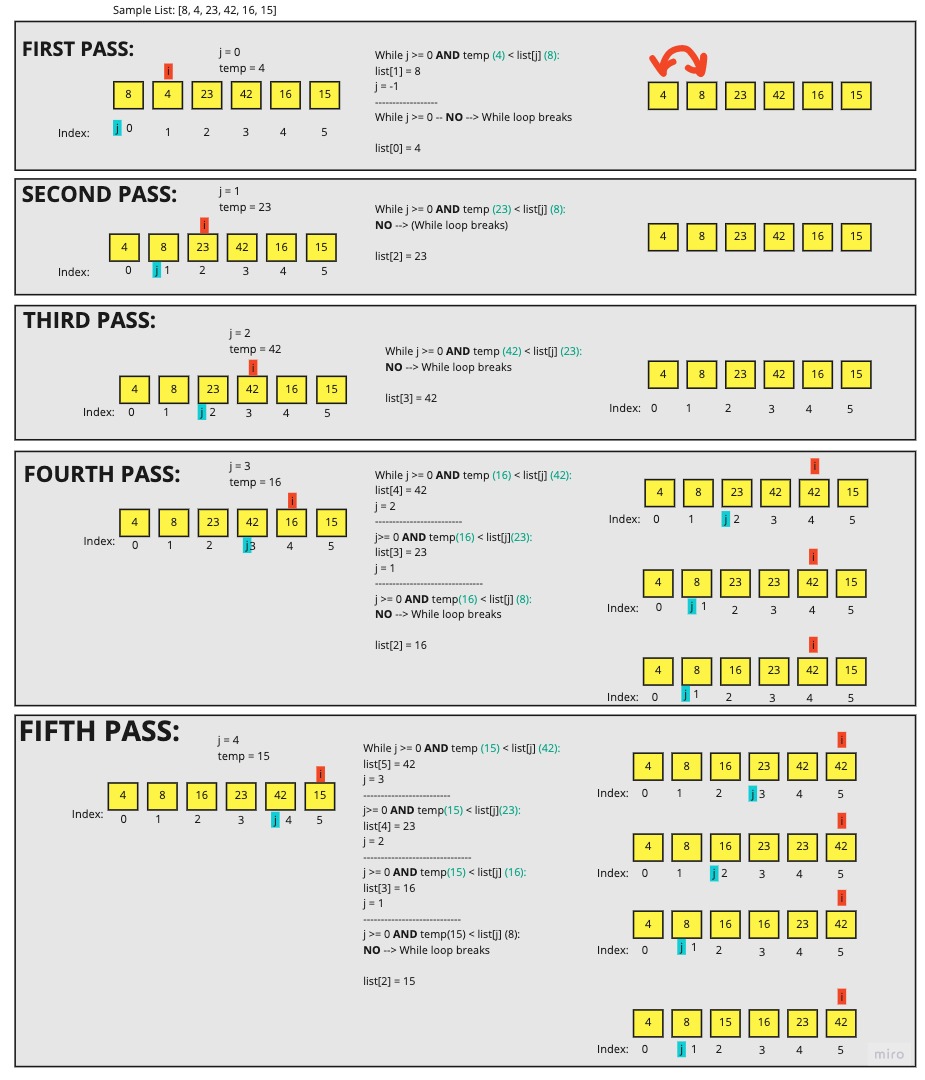 Sample List: [8, 4, 23, 42, 16, 15]
FIRST PASS:
j = 0
temp = 4
i
8 4 23 42 16 15
Index: j 0 1 2 3 4 5
While j >= 0 AND temp (4) < list[j] (8):
list[1] = 8
j = -1
------------------
While j >= 0 -- NO --> While loop breaks
list[0] = 4
4 8 23 42 16 15
SECOND PASS:
j = 1
temp = 23
i
4 8 23 42 16 15
Index: 0 j 1 2 3 4 5
While j >= 0 AND temp (23) < list[j] (8):
NO --> (While loop breaks)
list[2] = 23
4 8 23 42 16 15
THIRD PASS:
j = 2
temp = 42
i
4 8 23 42 16 15
Index: 0 1 j 2 3 4 5
While j >= 0 AND temp (42) < list[j] (23):
NO --> While loop breaks
list[3] = 42
4 8 23 42 16 15
Index: 0 1 2 3 4 5
FOURTH PASS:
j = 3
temp = 16
i
4 8 23 42 16 15
Index: 0 1 2 j 3 4 5
While j >= 0 AND temp (16) < list[j] (42):
list[4] = 42
j = 2
-------------------------
j>= 0 AND temp(16) < list[j](23):
list[3] = 23
j = 1
-------------------------------
j >= 0 AND temp(16) < list[j] (8):
NO --> While loop breaks
list[2] = 16
i
4 8 23 42 42 15
Index: 0 1 j 2 3 4 5
i
4 8 23 23 42 15
Index: 0 j 1 2 3 4 5
i
4 8 16 23 42 15
Index: 0 j 1 2 3 4 5
FIFTH PASS:
j = 4
temp = 15
i
4 8 16 23 42 15
Index: 0 1 2 3 j 4 5
While j >= 0 AND temp (15) < list[j] (42):
list[5] = 42
j = 3
-------------------------
j>= 0 AND temp(15) < list[j](23):
list[4] = 23
j = 2
-------------------------------
j >= 0 AND temp(15) < list[j] (16):
list[3] = 16
j = 1
----------------------------
j >= 0 AND temp(15) < list[j] (8):
NO --> While loop breaks
list[2] = 15
i
4 8 16 23 42 42
Index: 0 1 2 j 3 4 5
i
4 8 16 23 23 42
Index: 0 1 j 2 3 4 5
i
4 8 16 16 23 42
Index: 0 j 1 2 3 4 5
i
4 8 15 16 23 42
Index: 0 j 1 2 3 4 5
miro